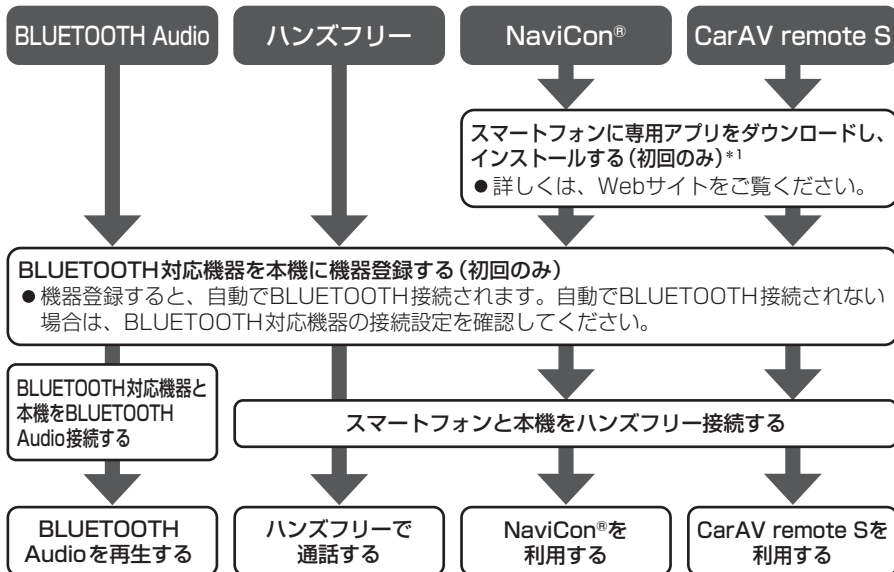 BLUETOOTH Audio
ハンズフリー
NaviCon®
CarAV remote S
スマートフォンに専用アプリをダウンロードし、
インストールする(初回のみ)*1
●詳しくは、Webサイトをご覧ください。
BLUETOOTH対応機器を本機に機器登録する(初回のみ)
●機器登録すると、自動でBLUETOOTH接続されます。自動でBLUETOOTH接続されない
場合は、BLUETOOTH対応機器の接続設定を確認してください。
BLUETOOTH対応機器と
本機をBLUETOOTH
Audio接続する
スマートフォンと本機をハンズフリー接続する
BLUETOOTH
Audioを再生する
ハンズフリーで
通話する
NaviCon®を
利用する
CarAV remote Sを
利用する